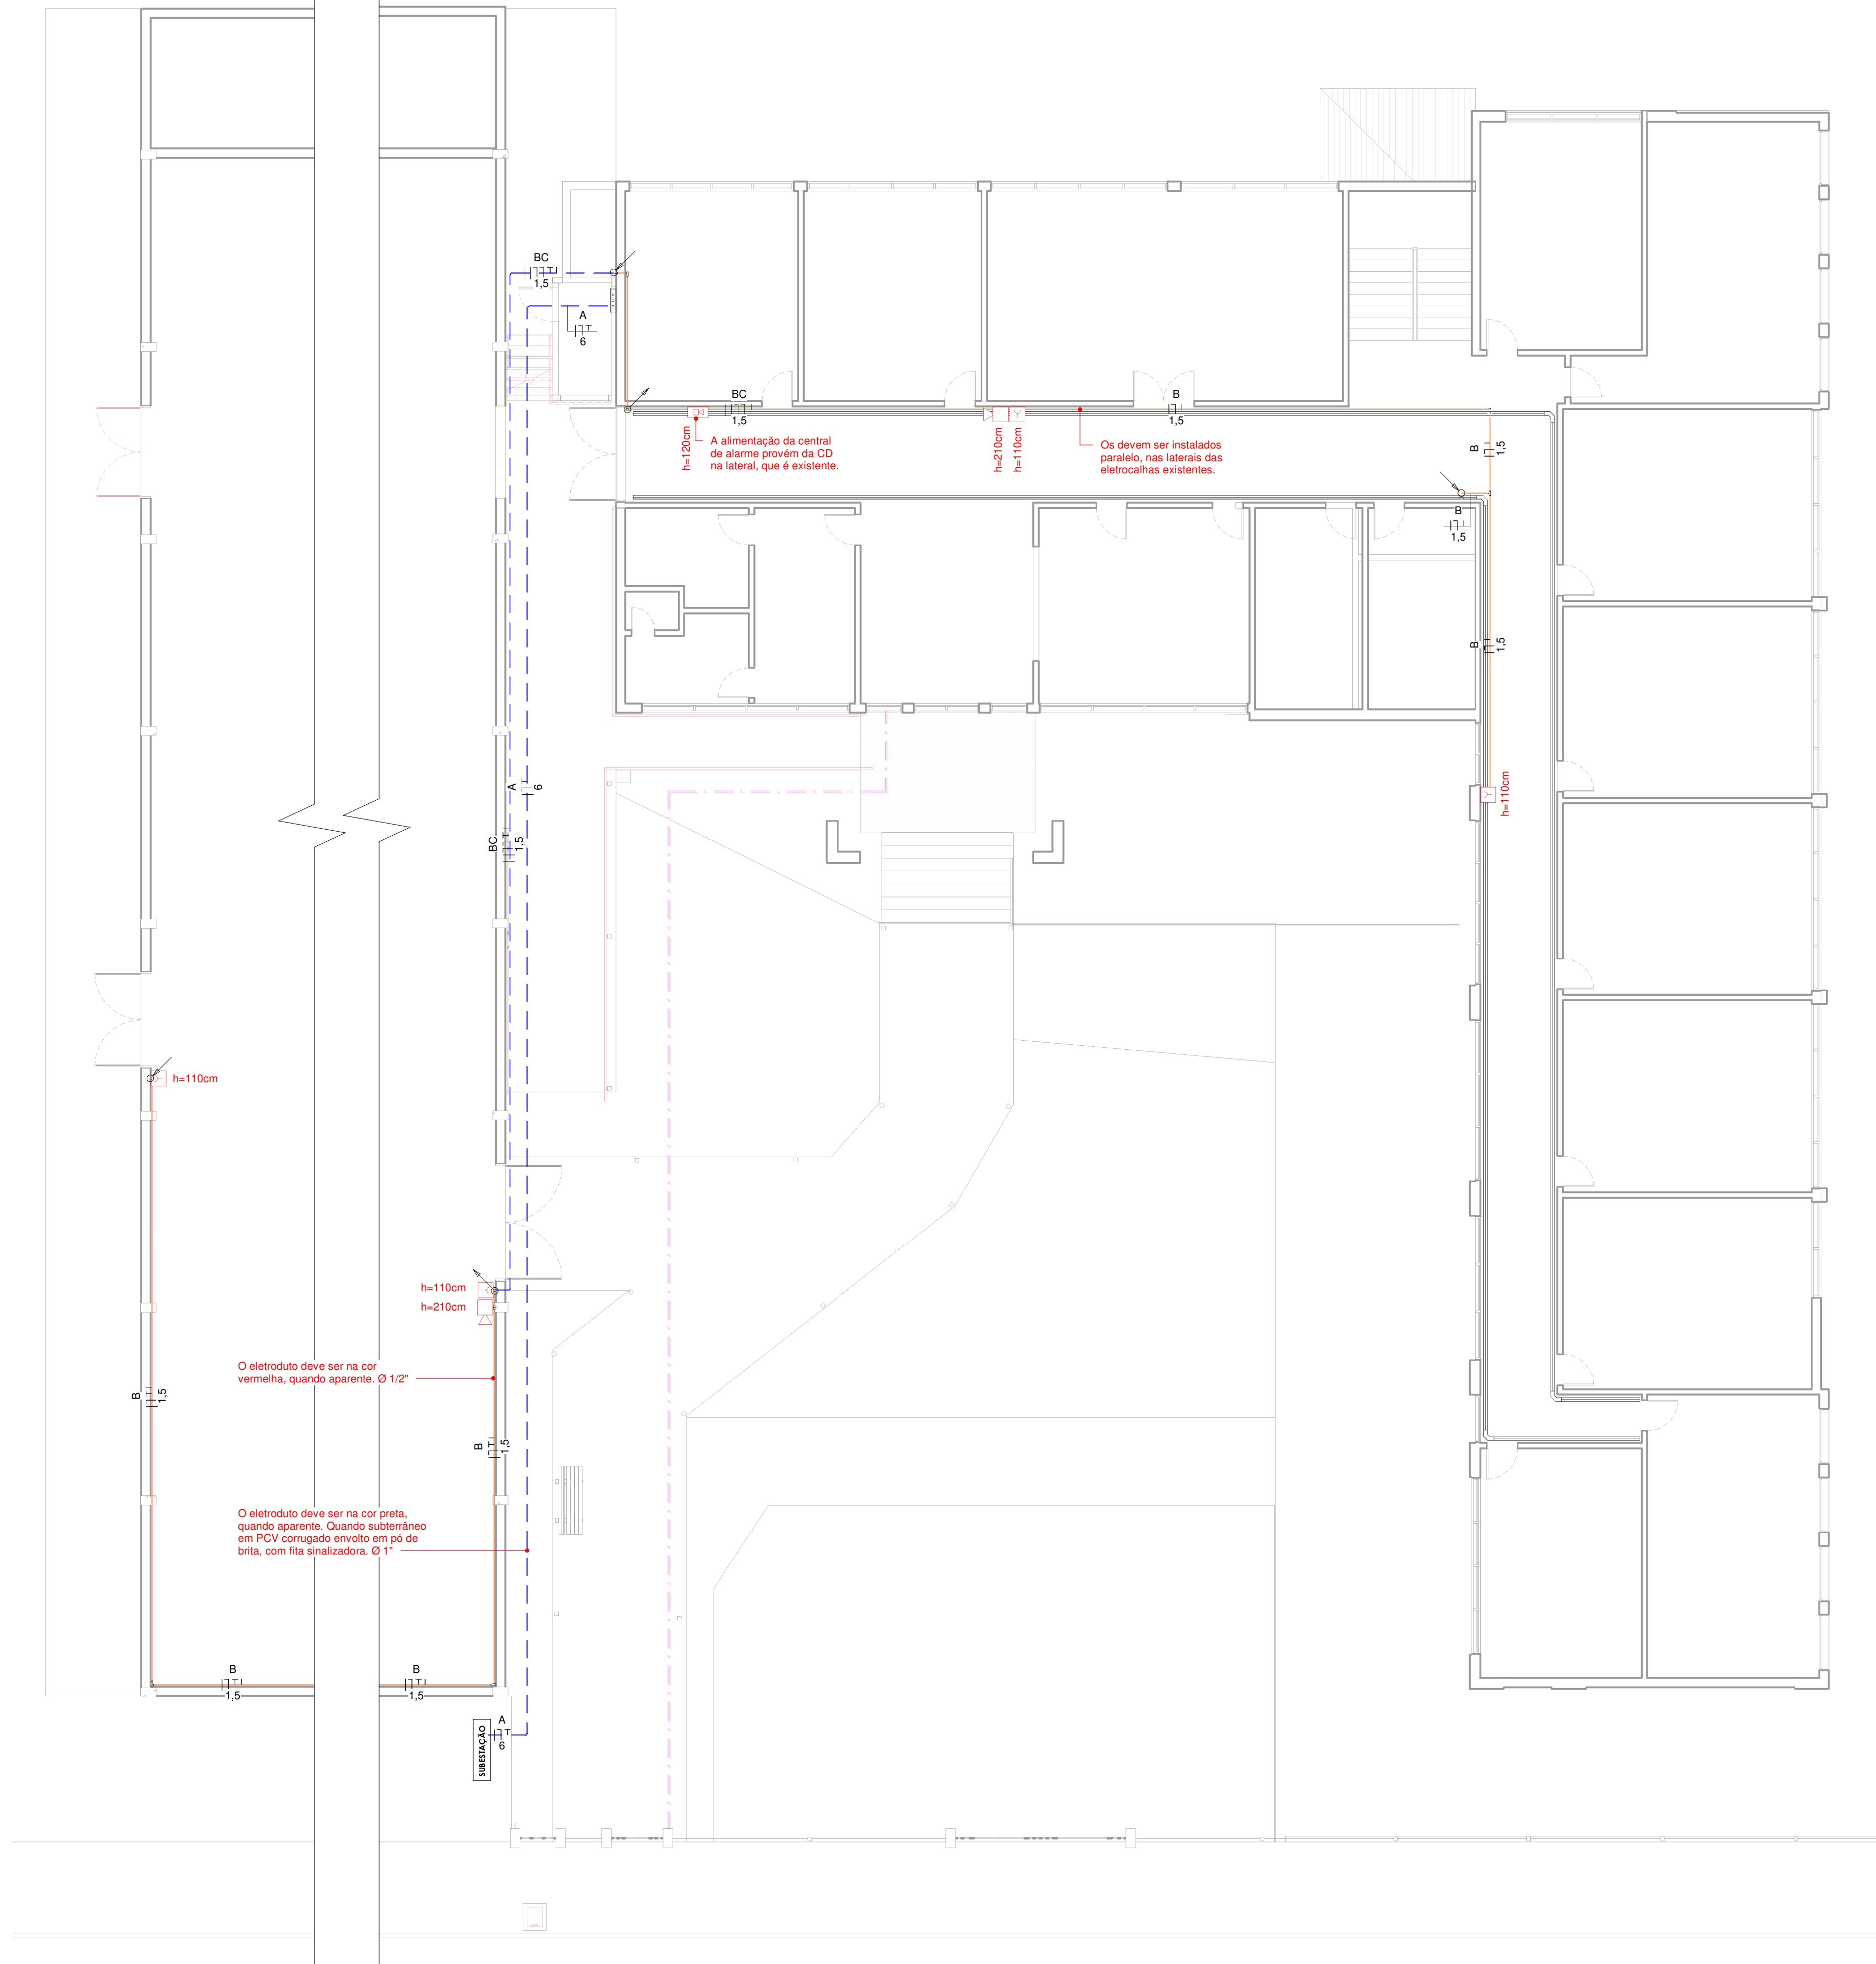 BC
1,5
A
6
BC
1,5
B
1,5
h=120cm
A alimentação da central
de alarme provém da CD
na lateral, que é existente.
h=210cm
h=110cm
Os devem ser instalados
paralelo, nas laterais das
eletrocalhas existentes.
B
1,5
B
1,5
B
1,5
h=110cm
A
6
BC
1,5
h=110cm
h=110cm
h=210cm
O eletroduto deve ser na cor
vermelha, quando aparente. Ø 1/2"
B
1,5
B
1,5
O eletroduto deve ser na cor preta,
quando aparente. Quando subterrâneo
em PCV corrugado envolto em pó de
brita, com fita sinalizadora. Ø 1"
B
1,5
B
1,5
SUBESTAÇÃO
A
6